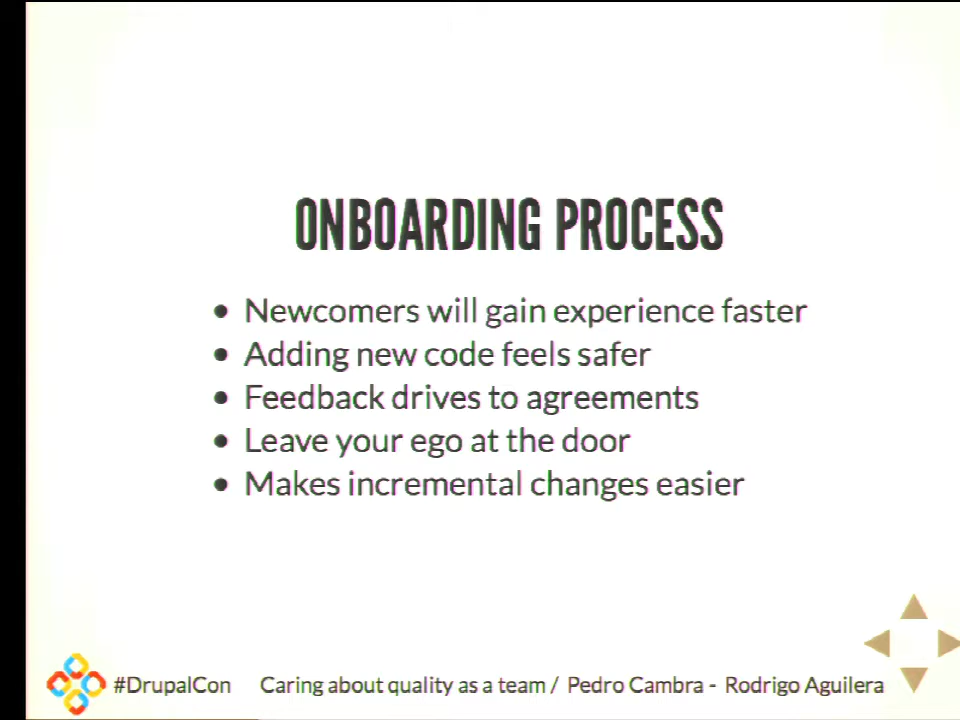 ONBOARDING PROCESS
• Newcomers will gain experience faster
• Adding new code feels safer
• Feedback drives to agreements
• Leave your ego at the door
• Makes incremental changes easier
#DrupalCon Caring about quality as a team / Pedro Cambra - Rodrigo Aguilera